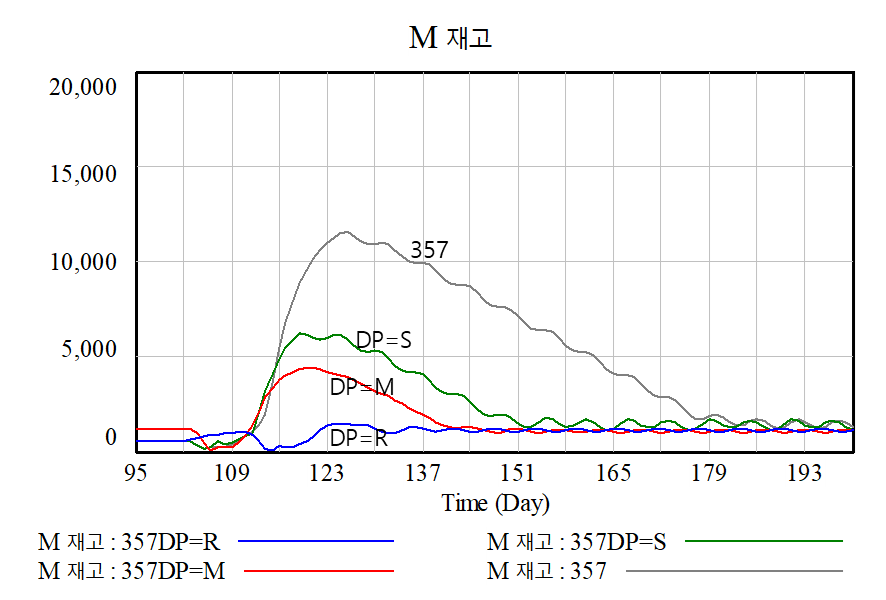 M 재고
20,000
15,000
10,000
5,000
0
357
DP=S
DP=M
DP=R
95 109 123 137 151 165 179 193
Time (Day)
M 재고 : 357DP=R
M 재고 : 357DP=S
M 재고 : 357DP=M
M 재고 : 357